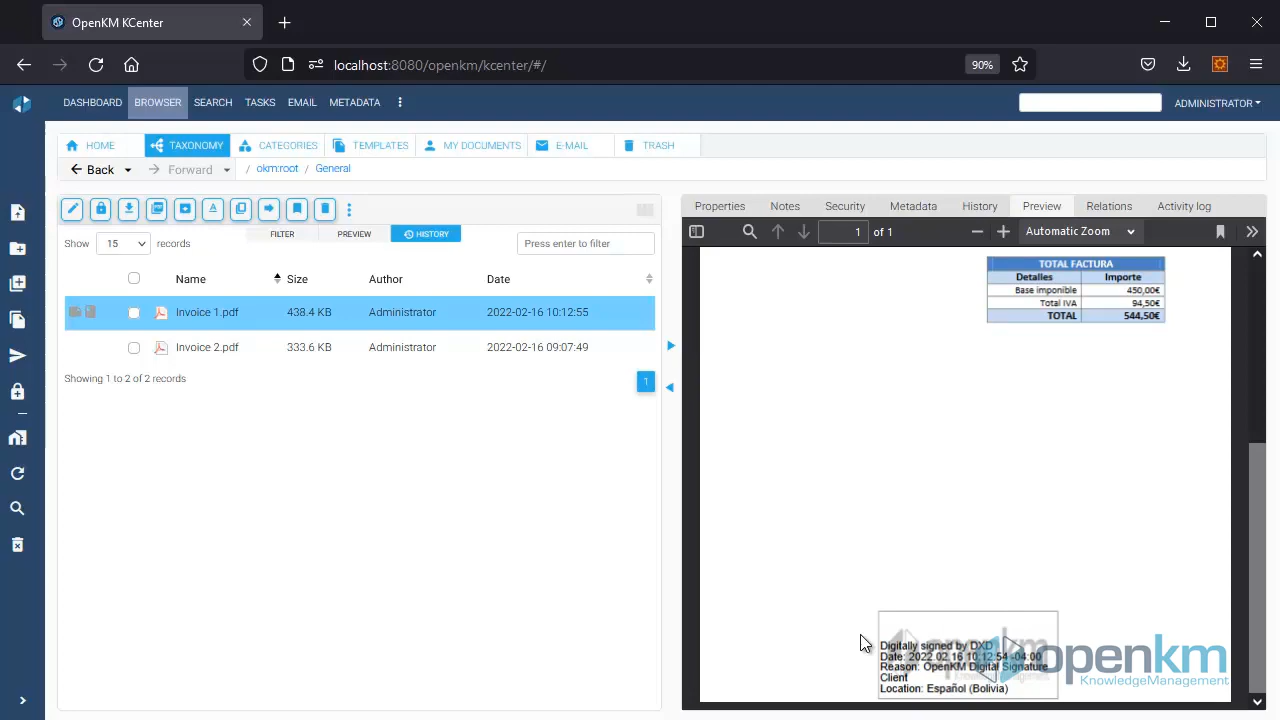 OpenKM KCenter
localhost:8080/openkm/kcenter/#/
90%
DASHBOARD BROWSER SEARCH TASKS EMAIL METADATA
ADMINISTRATOR
HOME TAXONOMY CATEGORIES TEMPLATES MY DOCUMENTS E-MAIL TRASH
Back Forward / okm:root / General
Show 15 records
FILTER PREVIEW HISTORY
Press enter to filter
Name Size Author Date
Invoice 1.pdf 438.4 KB Administrator 2022-02-16 10:12:55
Invoice 2.pdf 333.6 KB Administrator 2022-02-16 09:07:49
Showing 1 to 2 of 2 records
1
Properties Notes Security Metadata History Preview Relations Activity log
1 of 1
Automatic Zoom
TOTAL FACTURA
Detalles Importe
Base imponible 450,00€
Total IVA 94,50€
TOTAL 544,50€
Digitally signed by DXD
Date: 2022.02.16 10:12:54 -04:00
Reason: OpenKM Digital Signature
Client
Location: Español (Bolivia)
openkm
KnowledgeManagement